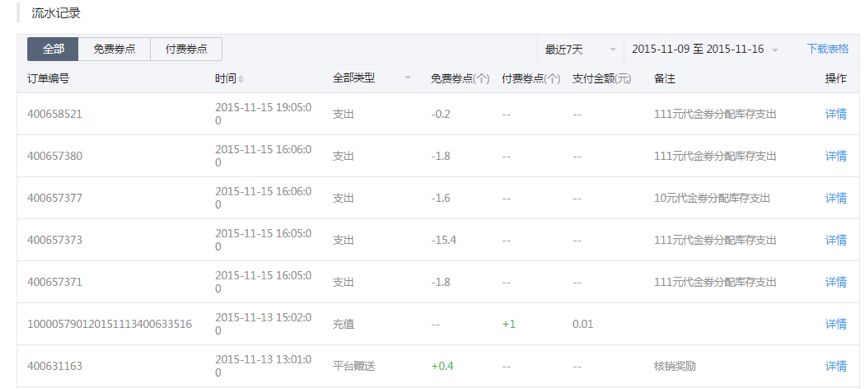 流水记录
全部 免费券点 付费券点 最近7天 2015-11-09 至 2015-11-16 下载表格
订单编号 时间 全部类型 免费券点(个) 付费券点(个) 支付金额(元) 备注 操作
400658521 2015-11-15 19:05:00 支出 -0.2 -- -- 111元代金券分配库存支出 详情
400657380 2015-11-15 16:06:00 支出 -1.8 -- -- 111元代金券分配库存支出 详情
400657377 2015-11-15 16:06:00 支出 -1.6 -- -- 10元代金券分配库存支出 详情
400657373 2015-11-15 16:05:00 支出 -15.4 -- -- 111元代金券分配库存支出 详情
400657371 2015-11-15 16:05:00 支出 -1.8 -- -- 111元代金券分配库存支出 详情
100005790120151113400633516 2015-11-13 15:02:00 充值 -- +1 0.01 详情
400631163 2015-11-13 13:01:00 平台赠送 +0.4 -- -- 核销奖励 详情